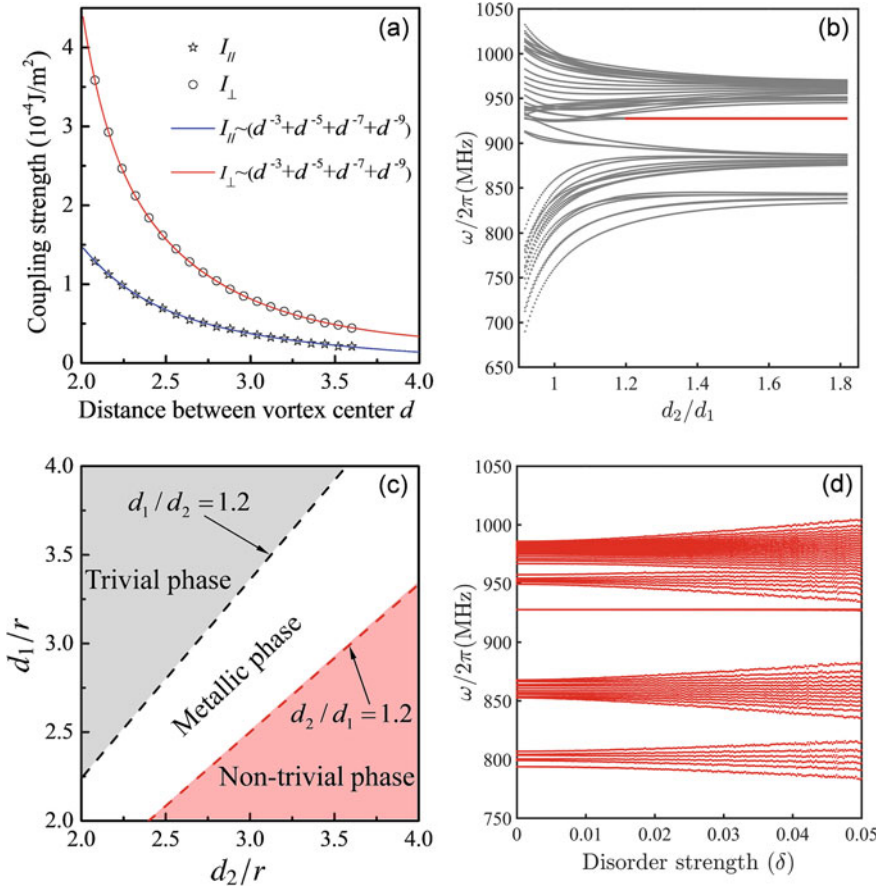 (a)
I∥
I⊥
I∥~(d⁻³+d⁻⁵+d⁻⁷+d⁻⁹)
I⊥~(d⁻³+d⁻⁵+d⁻⁷+d⁻⁹)
Coupling strength (10⁻⁴J/m²)
4
3
2
1
0
2.0 2.5 3.0 3.5 4.0
Distance between vortex center d
(b)
ω/2π(MHz)
1050
1000
950
900
850
800
750
700
650
1 1.2 1.4 1.6 1.8
d₂/d₁
(c)
d₁/r
4.0
3.5
3.0
2.5
2.0
d₁/d₂=1.2
Trivial phase
Metallic phase
d₂/d₁=1.2
Non-trivial phase
2.0 2.5 3.0 3.5 4.0
d₂/r
(d)
ω/2π(MHz)
1050
1000
950
900
850
800
750
0 0.01 0.02 0.03 0.04 0.05
Disorder strength (δ)